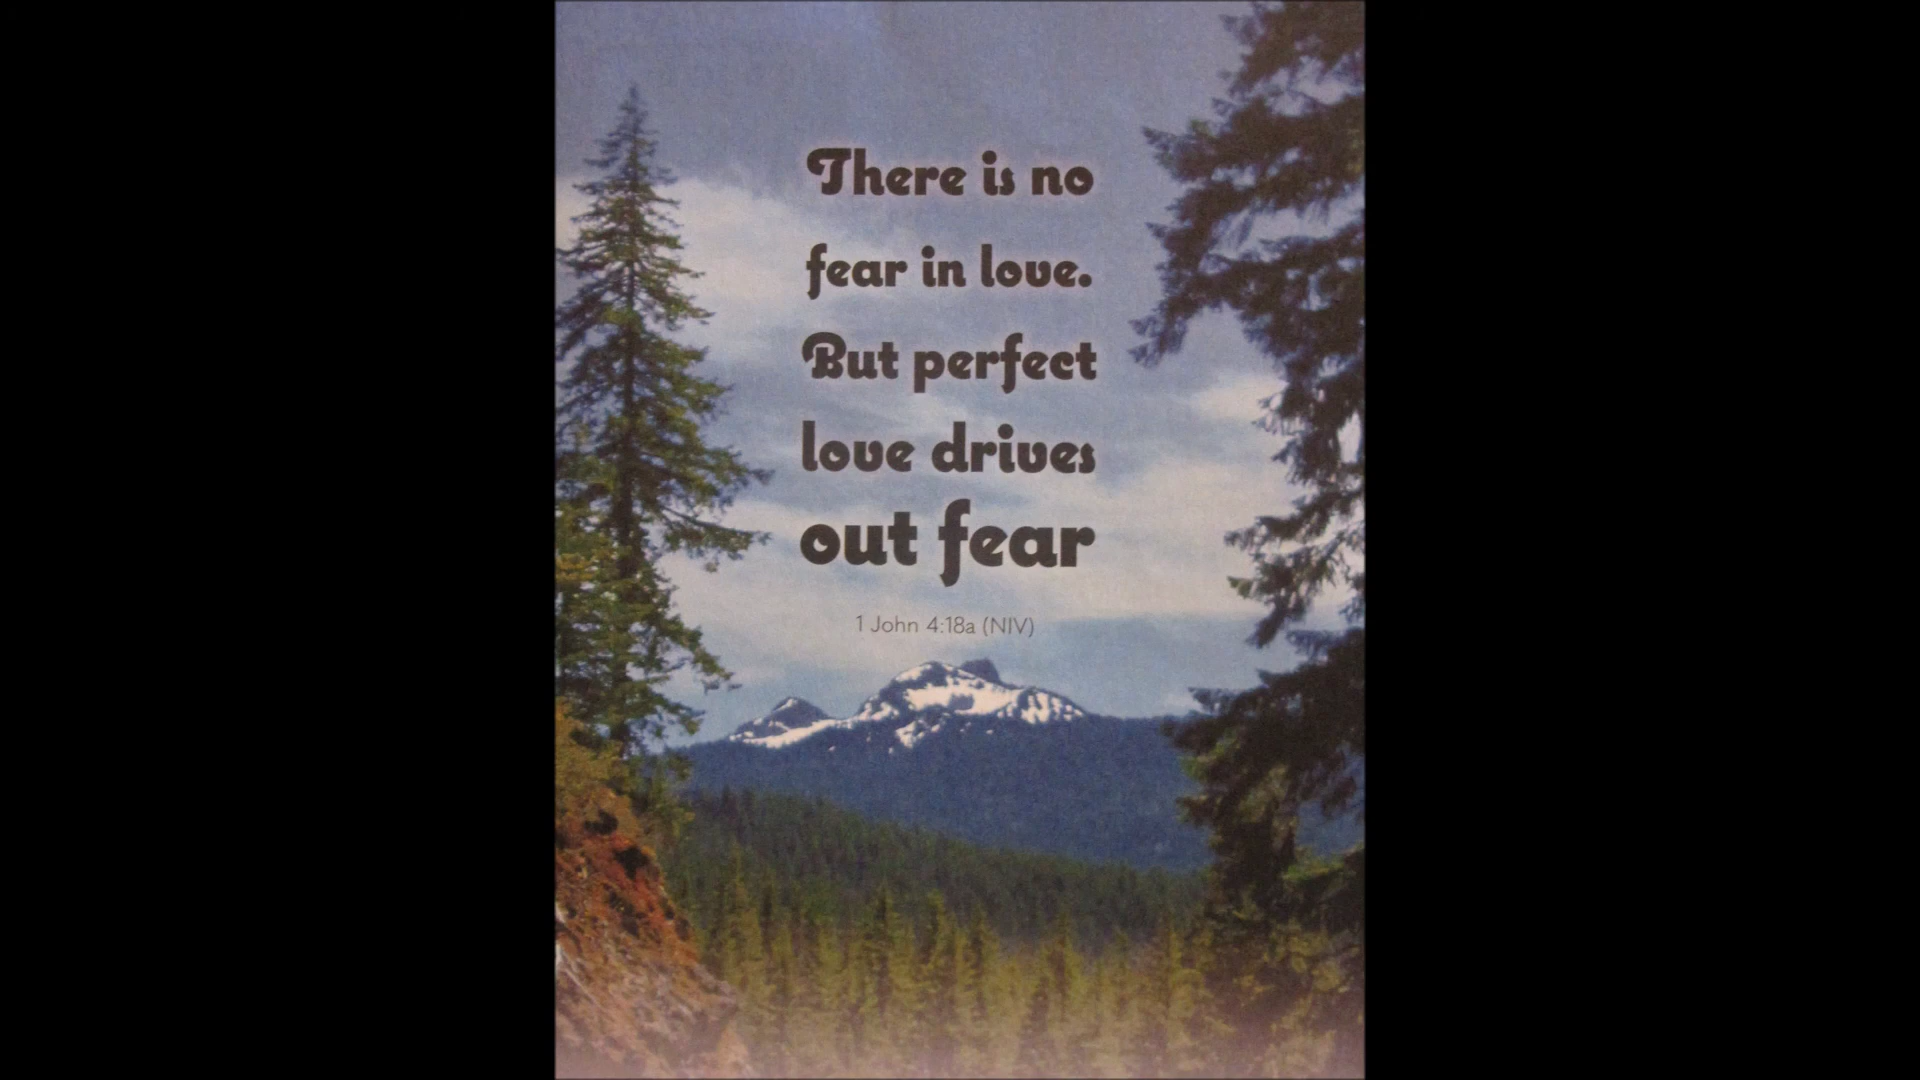 There is no
fear in love.
But perfect
love drives
out fear
1 John 4:18a (NIV)